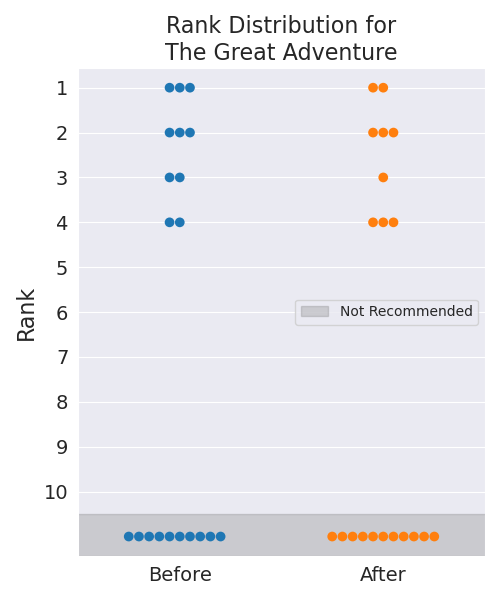 Rank Distribution for
The Great Adventure
Rank
1
2
3
4
5
6
7
8
9
10
Not Recommended
Before
After